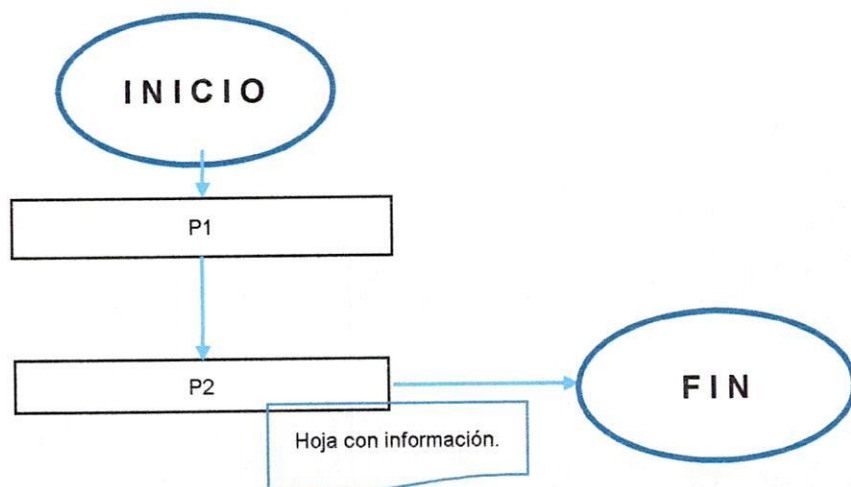 INICIO
P1
P2
FIN
Hoja con información.